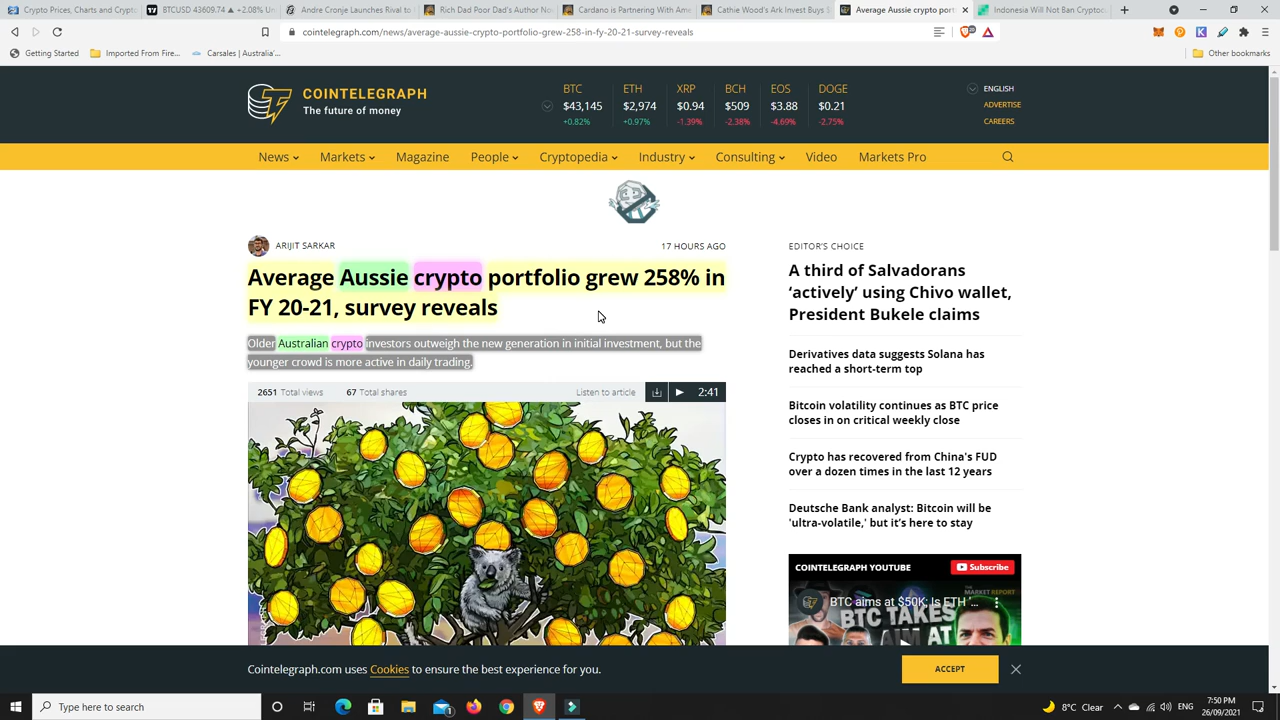 Crypto Prices, Charts and Crypto
BTCUSD 43609.74 ▲ +2.08% Un
Andre Cronje Launches Rival to
Rich Dad Poor Dad's Author No
Cardano is Partnering With Am
Cathie Wood's Ark Invest Buys S
Average Aussie crypto port
Indonesia Will Not Ban Cryptoc
cointelegraph.com/news/average-aussie-crypto-portfolio-grew-258-in-fy-20-21-survey-reveals
Getting Started
Imported From Fire...
Carsales | Australia'...
Other bookmarks
COINTELEGRAPH
The future of money
BTC ETH XRP BCH EOS DOGE
$43,145 $2,974 $0.94 $509 $3.88 $0.21
+0.82% +0.97% -1.39% -2.38% -4.69% -2.75%
ENGLISH
ADVERTISE
CAREERS
News Markets Magazine People Cryptopedia Industry Consulting Video Markets Pro
ARIJIT SARKAR
17 HOURS AGO
Average Aussie crypto portfolio grew 258% in
FY 20-21, survey reveals
Older Australian crypto investors outweigh the new generation in initial investment, but the
younger crowd is more active in daily trading.
2651 Total views 67 Total shares
Listen to article
2:41
EDITOR'S CHOICE
A third of Salvadorans
‘actively’ using Chivo wallet,
President Bukele claims
Derivatives data suggests Solana has
reached a short-term top
Bitcoin volatility continues as BTC price
closes in on critical weekly close
Crypto has recovered from China's FUD
over a dozen times in the last 12 years
Deutsche Bank analyst: Bitcoin will be
'ultra-volatile,' but it’s here to stay
COINTELEGRAPH YOUTUBE
Subscribe
THE
MARKET REPORT
BTC aims at $50K: Is ETH '...
BTC TAKES
AIM AT
Cointelegraph.com uses Cookies to ensure the best experience for you.
ACCEPT
Type here to search
8°C Clear
ENG
7:50 PM
26/09/2021